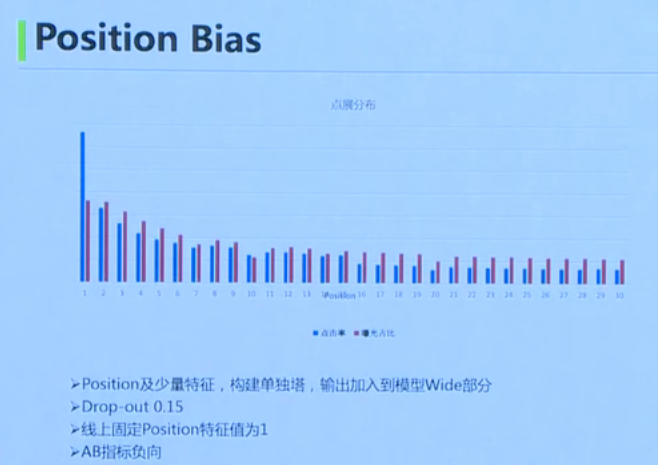 Position Bias
点展分布
1 2 3 4 5 6 7 8 9 10 11 12 13 14 15 16 17 18 19 20 21 22 23 24 25 26 27 28 29 30
Position
点击率 曝光占比
➢Position及少量特征，构建单独塔，输出加入到模型Wide部分
➢Drop-out 0.15
➢线上固定Position特征值为1
➢AB指标负向